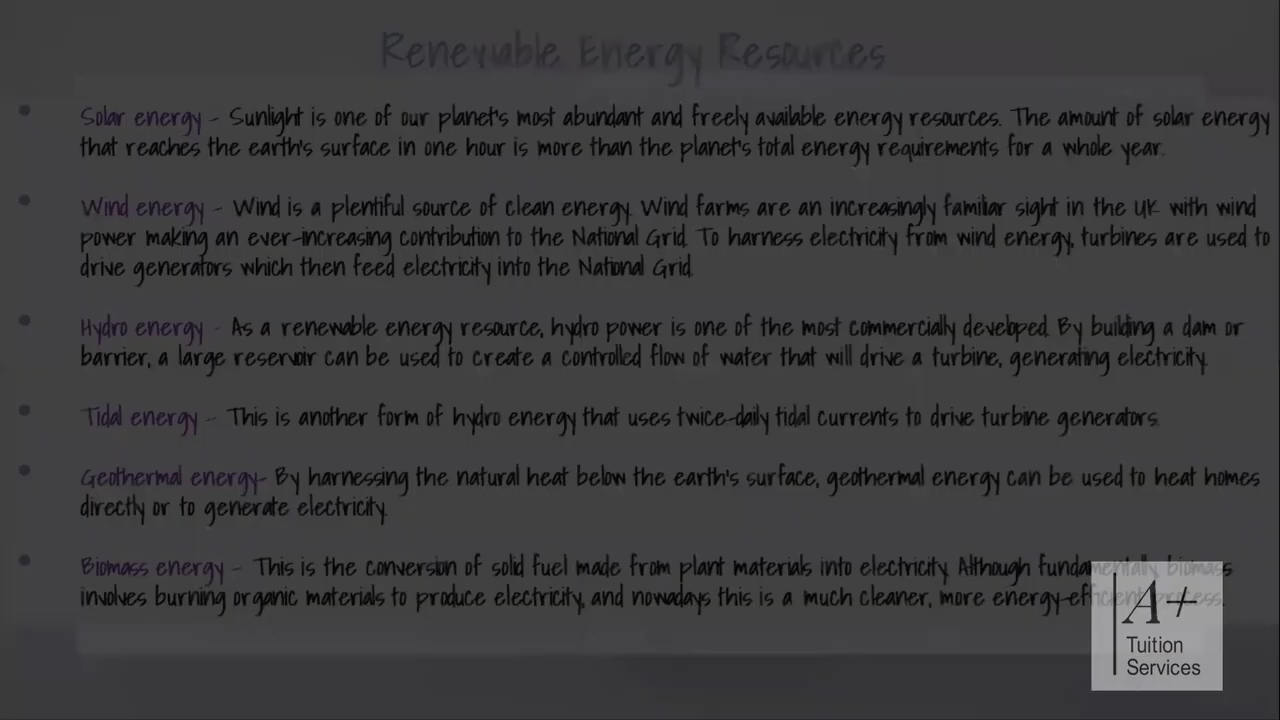 Renewable Energy Resources
Solar energy - Sunlight is one of our planet's most abundant and freely available energy resources. The amount of solar energy
that reaches the earth's surface in one hour is more than the planet's total energy requirements for a whole year.
Wind energy - Wind is a plentiful source of clean energy. Wind farms are an increasingly familiar sight in the UK with wind
power making an ever-increasing contribution to the National Grid. To harness electricity from wind energy, turbines are used to
drive generators which then feed electricity into the National Grid.
Hydro energy - As a renewable energy resource, hydro power is one of the most commercially developed. By building a dam or
barrier, a large reservoir can be used to create a controlled flow of water that will drive a turbine, generating electricity.
Tidal energy - This is another form of hydro energy that uses twice-daily tidal currents to drive turbine generators.
Geothermal energy- By harnessing the natural heat below the earth's surface, geothermal energy can be used to heat homes
directly or to generate electricity.
Biomass energy - This is the conversion of solid fuel made from plant materials into electricity. Although fundamentally biomass
involves burning organic materials to produce electricity, and nowadays this is a much cleaner, more energy-efficient process.
A+
Tuition
Services